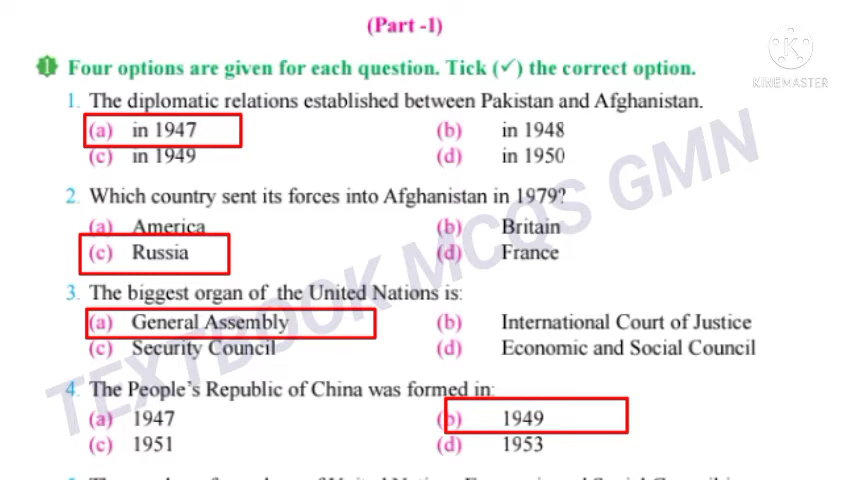 (Part -1)
1 Four options are given for each question. Tick (✓) the correct option.
KINEMASTER
1. The diplomatic relations established between Pakistan and Afghanistan.
(a) in 1947 (b) in 1948
(c) in 1949 (d) in 1950
2. Which country sent its forces into Afghanistan in 1979?
(a) America (b) Britain
(c) Russia (d) France
3. The biggest organ of the United Nations is:
(a) General Assembly (b) International Court of Justice
(c) Security Council (d) Economic and Social Council
4. The People's Republic of China was formed in:
(a) 1947 (b) 1949
(c) 1951 (d) 1953
TEXTBOOK MCQS GMN